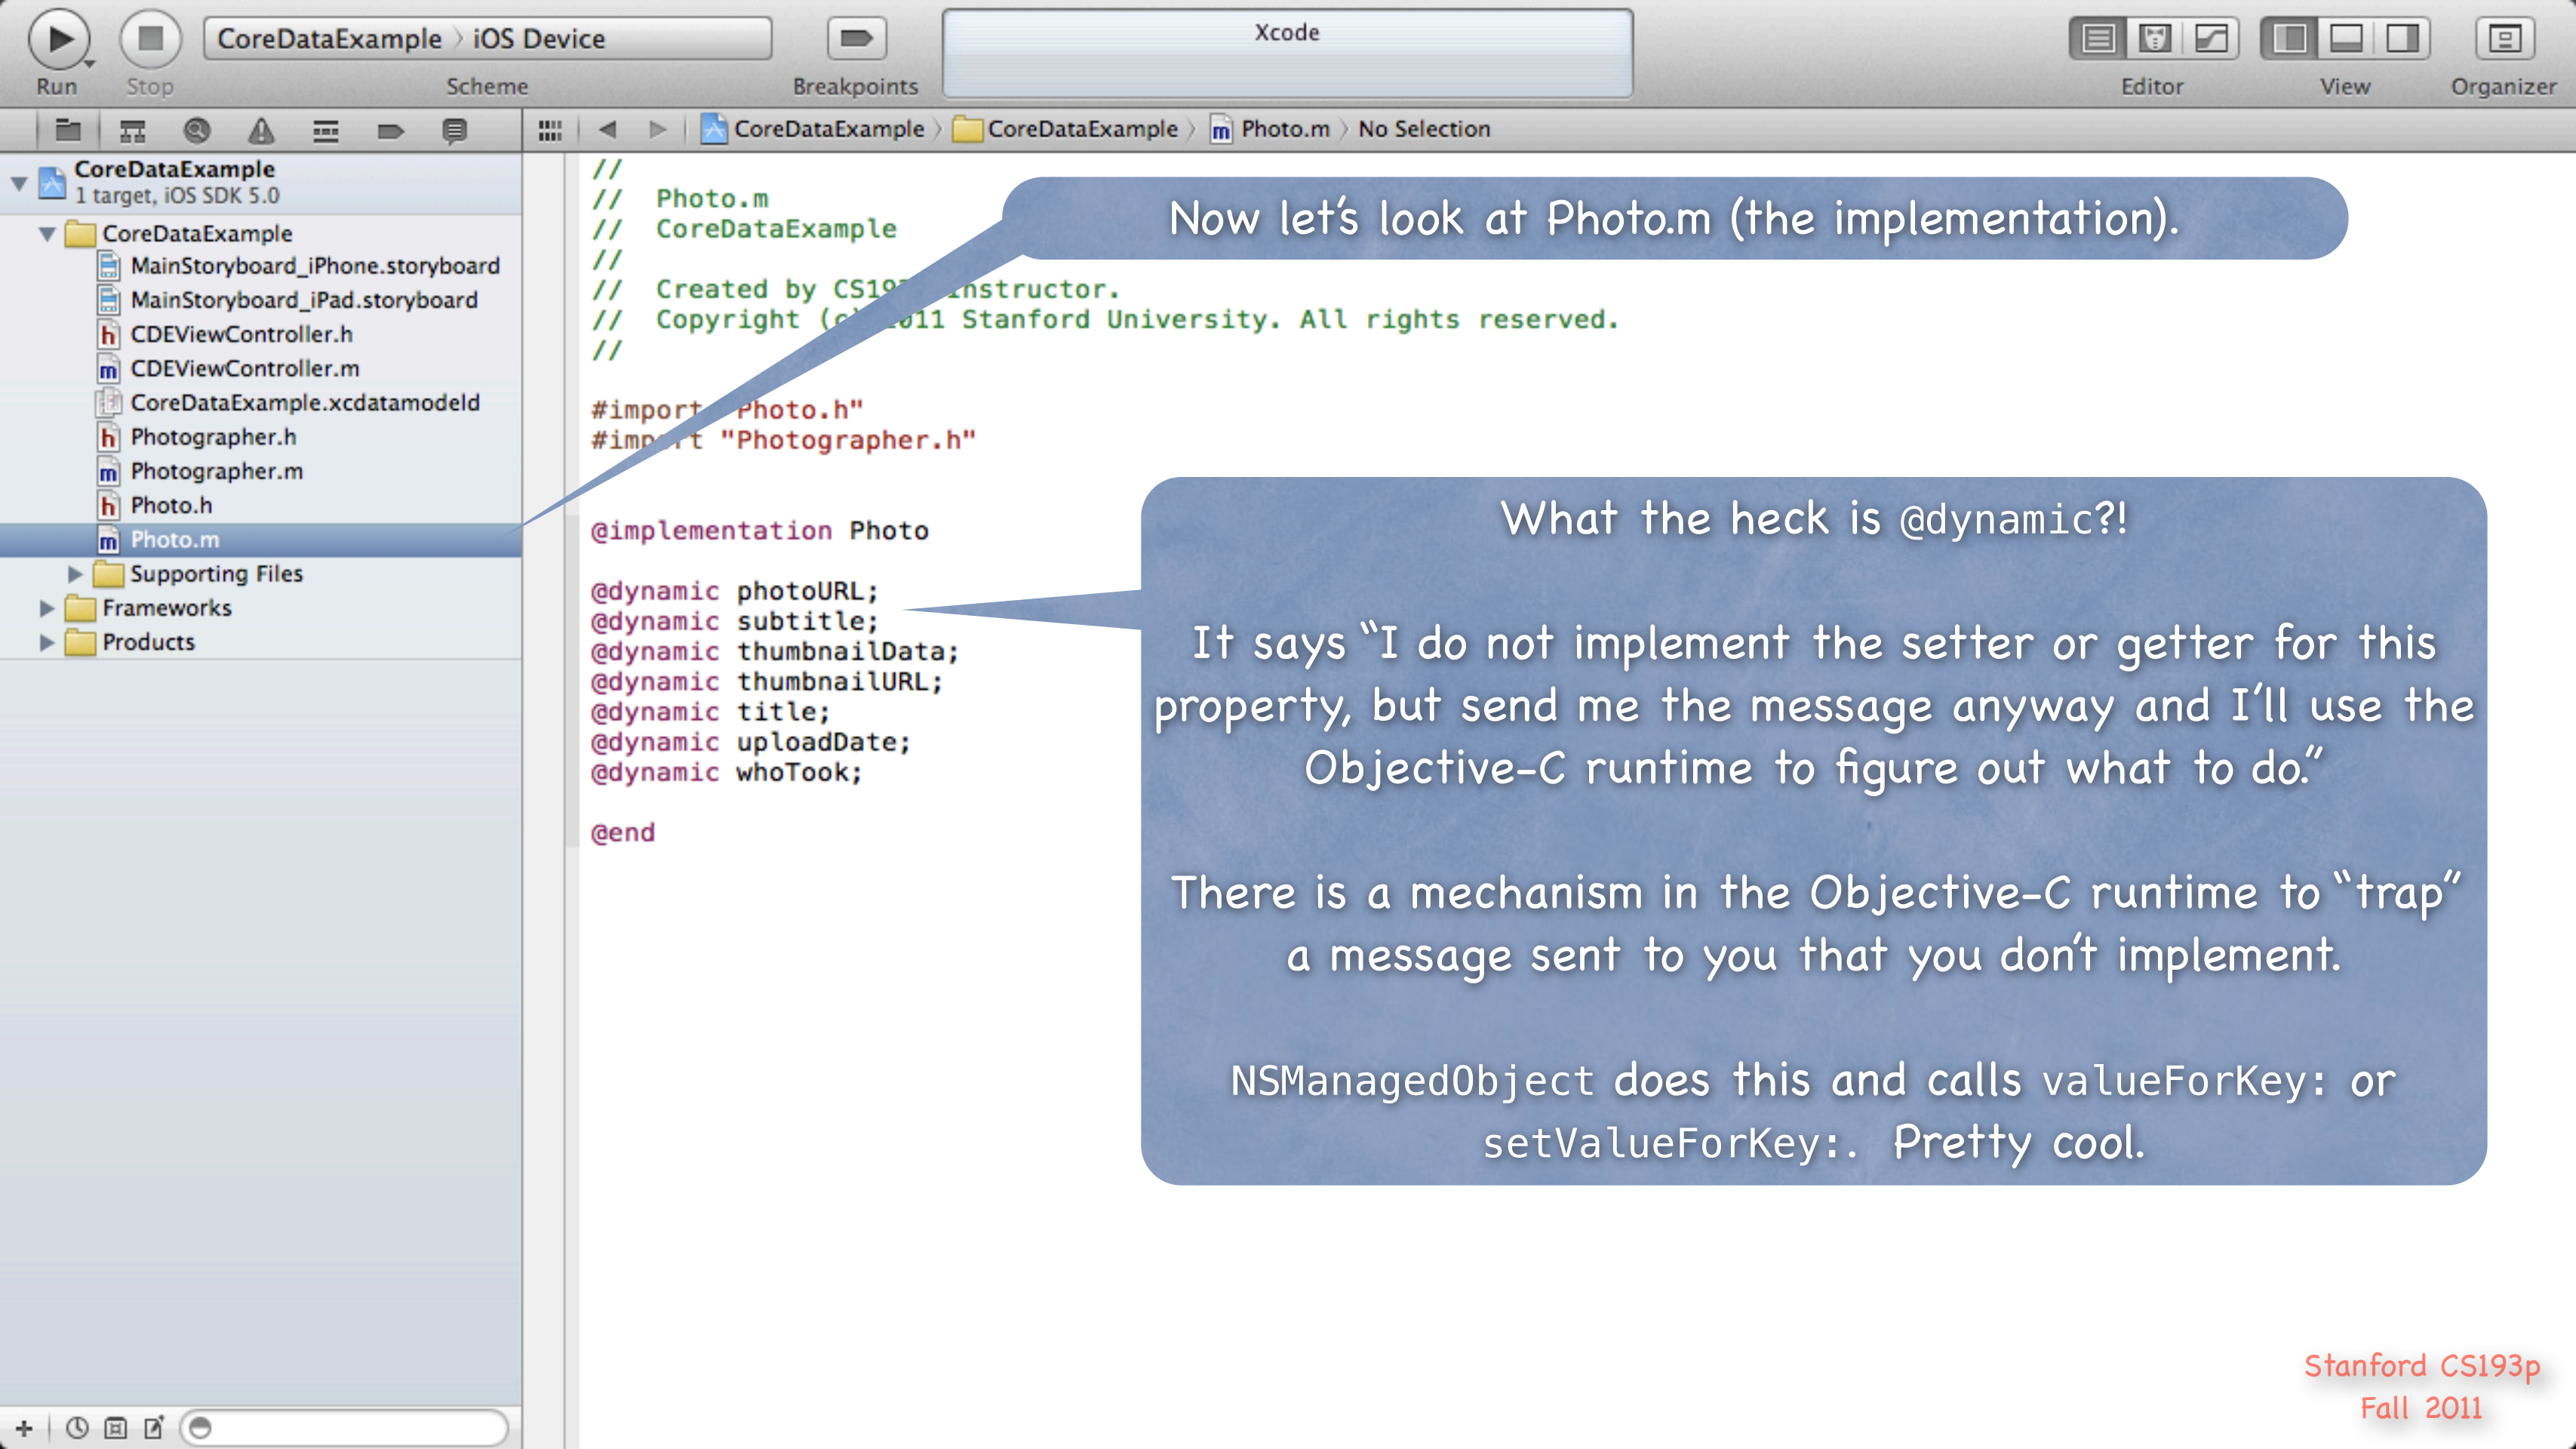 CoreDataExample › iOS Device
Xcode
Run
Stop
Scheme
Breakpoints
Editor
View
Organizer
CoreDataExample › CoreDataExample › Photo.m › No Selection
CoreDataExample
1 target, iOS SDK 5.0
CoreDataExample
MainStoryboard_iPhone.storyboard
MainStoryboard_iPad.storyboard
CDEViewController.h
CDEViewController.m
CoreDataExample.xcdatamodeld
Photographer.h
Photographer.m
Photo.h
Photo.m
Supporting Files
Frameworks
Products
//
//  Photo.m
//  CoreDataExample
//
//  Created by CS193 Instructor.
//  Copyright (c) 2011 Stanford University. All rights reserved.
//
#import "Photo.h"
#import "Photographer.h"
@implementation Photo
@dynamic photoURL;
@dynamic subtitle;
@dynamic thumbnailData;
@dynamic thumbnailURL;
@dynamic title;
@dynamic uploadDate;
@dynamic whoTook;
@end
Now let's look at Photo.m (the implementation).
What the heck is @dynamic?!
It says “I do not implement the setter or getter for this
property, but send me the message anyway and I'll use the
Objective-C runtime to figure out what to do.”
There is a mechanism in the Objective-C runtime to “trap”
a message sent to you that you don't implement.
NSManagedObject does this and calls valueForKey: or
setValueForKey:. Pretty cool.
Stanford CS193p
Fall 2011